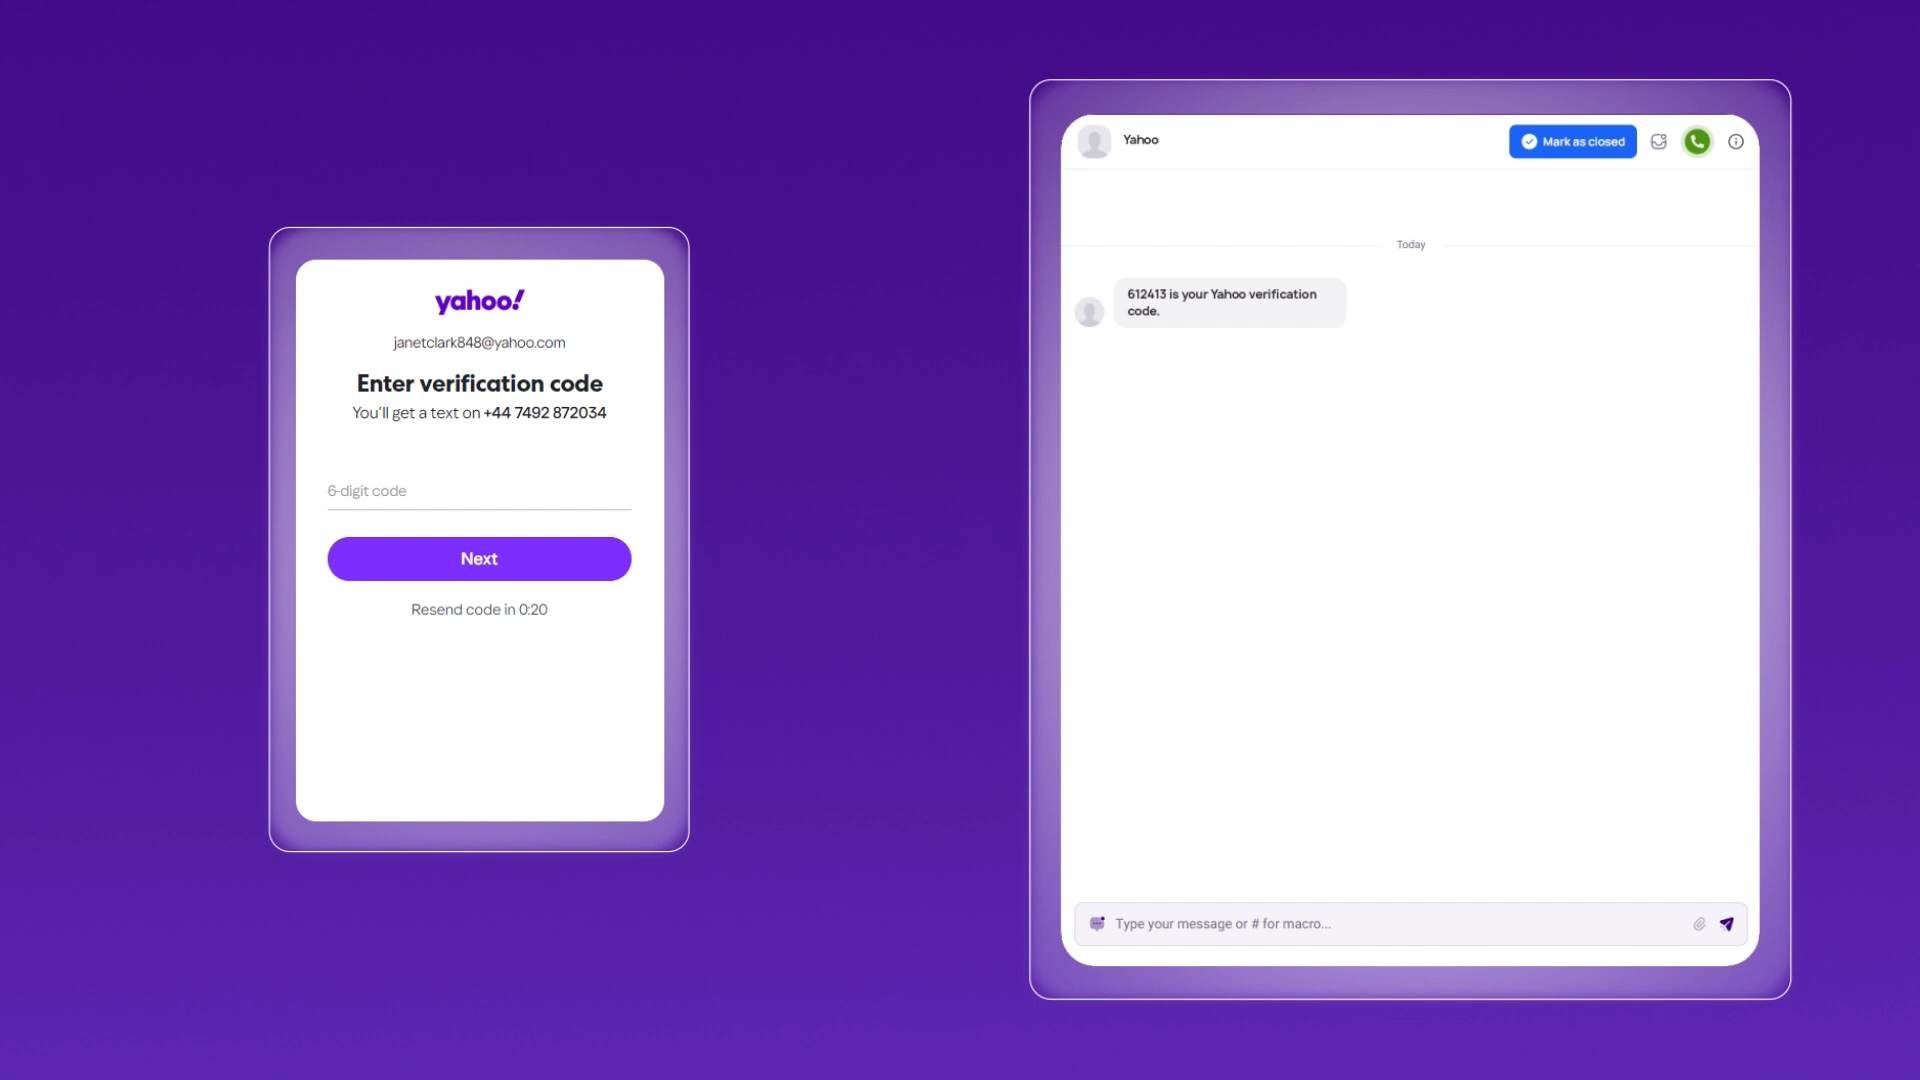 yahoo!
janetclark848@yahoo.com
Enter verification code
You'll get a text on +44 7492 872034
6-digit code
Next
Resend code in 0:20
Yahoo
Mark as closed
Today
612413 is your Yahoo verification
code.
Type your message or # for macro...